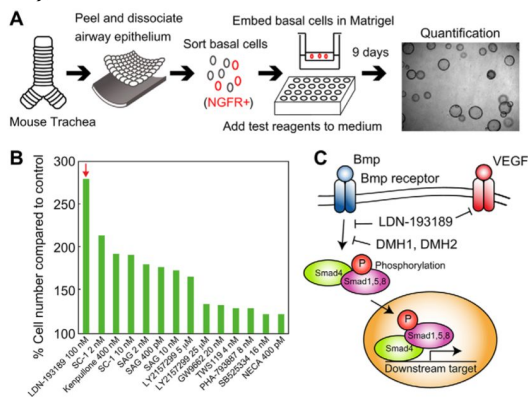 A
Peel and dissociate
airway epithelium
Sort basal cells
(NGFR+)
Embed basal cells in Matrigel
9 days
Quantification
Mouse Trachea
Add test reagents to medium
B
% Cell number compared to control
300
250
200
150
100
LDN-193189 100 nM
SC-1 2 nM
Kenpullone 400 nM
SC-1 10 nM
SAG 2 nM
SAG 400 pM
SAG 10 nM
LY2157299 5 µM
LY2157299 25 µM
GW9662 20 nM
TWS119 4 nM
PHA-793887 8 nM
SB525334 16 nM
NECA 400 pM
C
Bmp
VEGF
Bmp receptor
LDN-193189
DMH1, DMH2
P
Phosphorylation
Smad4
Smad1,5,8
P
Smad1,5,8
Smad4
Downstream target